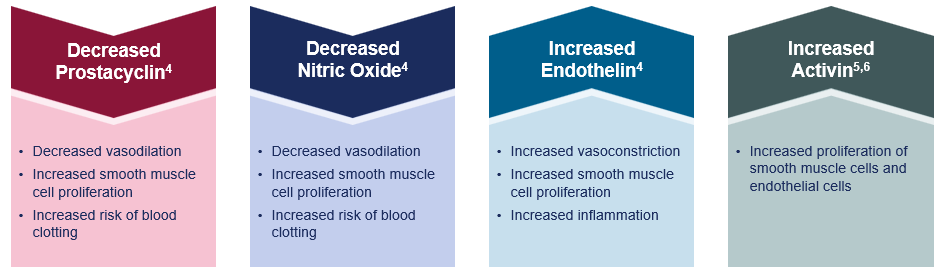 Decreased
Prostacyclin4
• Decreased vasodilation
• Increased smooth muscle
cell proliferation
• Increased risk of blood
clotting
Decreased
Nitric Oxide4
• Decreased vasodilation
• Increased smooth muscle
cell proliferation
• Increased risk of blood
clotting
Increased
Endothelin4
• Increased vasoconstriction
• Increased smooth muscle
cell proliferation
• Increased inflammation
Increased
Activin5,6
• Increased proliferation of
smooth muscle cells and
endothelial cells